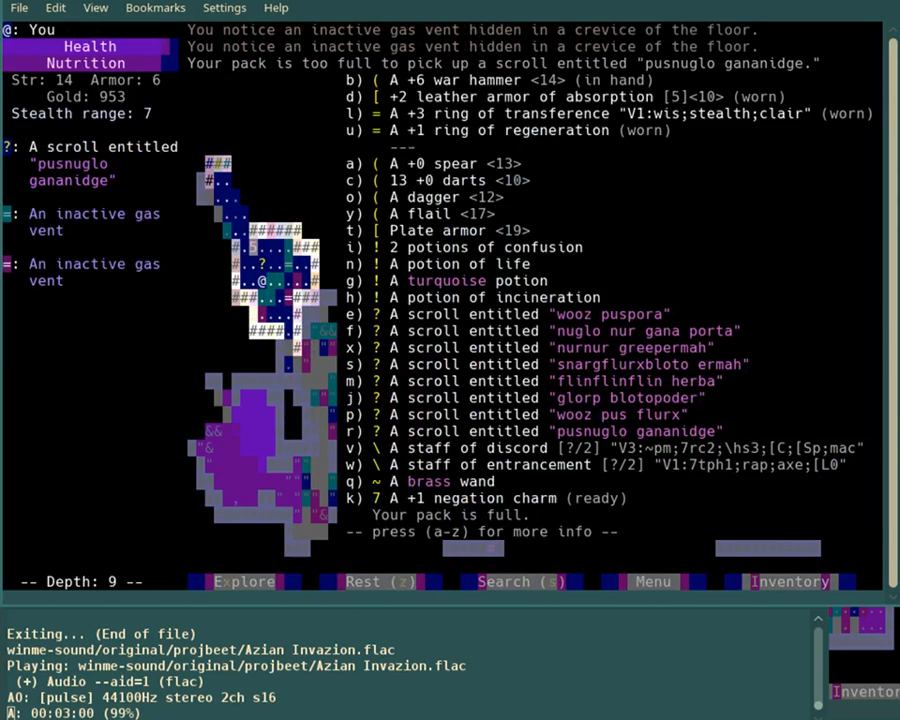 File Edit View Bookmarks Settings Help
@: You
Health
Nutrition
Str: 14 Armor: 6
Gold: 953
Stealth range: 7
?: A scroll entitled
"pusnuglo
gananidge"
=: An inactive gas
vent
=: An inactive gas
vent
-- Depth: 9 --
You notice an inactive gas vent hidden in a crevice of the floor.
You notice an inactive gas vent hidden in a crevice of the floor.
Your pack is too full to pick up a scroll entitled "pusnuglo gananidge."
b) ( A +6 war hammer <14> (in hand)
d) [ +2 leather armor of absorption [5]<10> (worn)
l) = A +3 ring of transference "V1:wis;stealth;clair" (worn)
u) = A +1 ring of regeneration (worn)
---
a) ( A +0 spear <13>
c) ( 13 +0 darts <10>
o) ( A dagger <12>
y) ( A flail <17>
t) [ Plate armor <19>
i) ! 2 potions of confusion
n) ! A potion of life
g) ! A turquoise potion
h) ! A potion of incineration
e) ? A scroll entitled "wooz puspora"
f) ? A scroll entitled "nuglo nur gana porta"
x) ? A scroll entitled "nurnur greepermah"
s) ? A scroll entitled "snargflurxbloto ermah"
m) ? A scroll entitled "flinflinflin herba"
j) ? A scroll entitled "glorp blotopoder"
p) ? A scroll entitled "wooz pus flurx"
r) ? A scroll entitled "pusnuglo gananidge"
v) \ A staff of discord [?/2] "V3:~pm;7rc2;\hs3;[C;[Sp;mac"
w) \ A staff of entrancement [?/2] "V1:7tph1;rap;axe;[L0"
q) ~ A brass wand
k) 7 A +1 negation charm (ready)
Your pack is full.
-- press (a-z) for more info --
Explore Rest (z) Search (s) Menu Inventory
Exiting... (End of file)
winme-sound/original/projbeet/Azian Invazion.flac
Playing: winme-sound/original/projbeet/Azian Invazion.flac
(+) Audio --aid=1 (flac)
AO: [pulse] 44100Hz stereo 2ch s16
A: 00:03:00 (99%)
Inventor